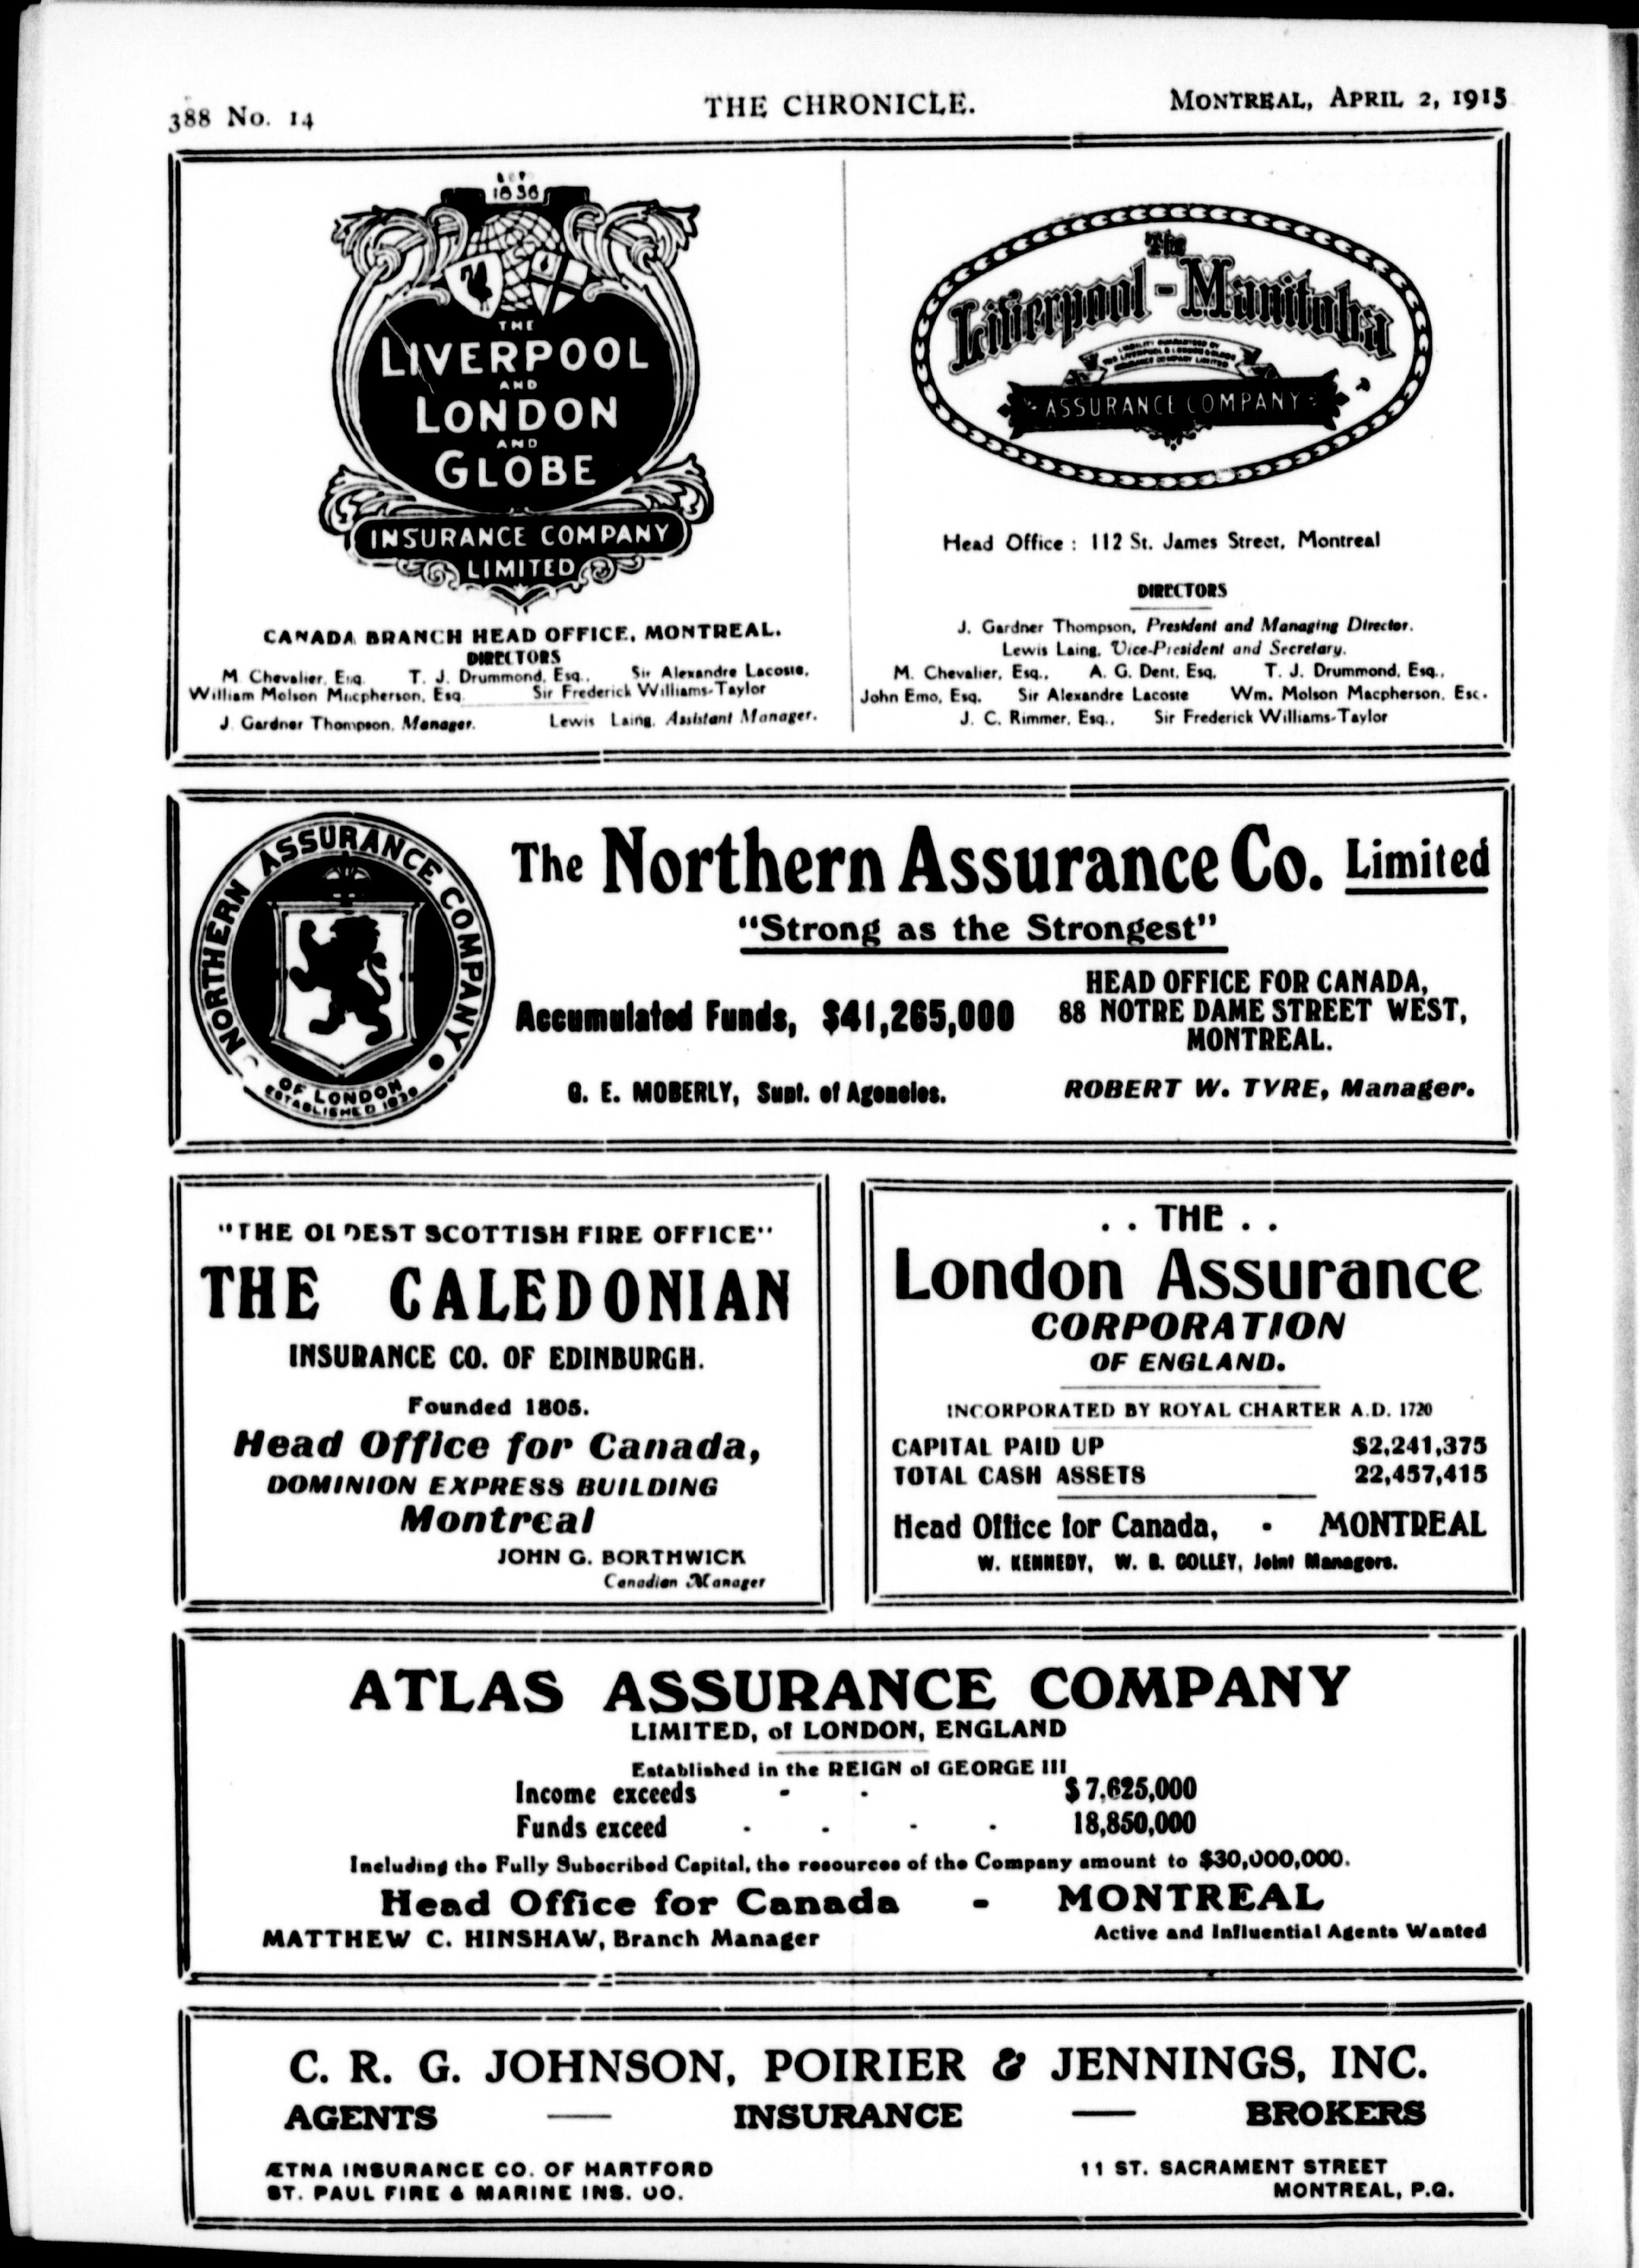 388 No. 14
THE CHRONICLE.
MONTREAL, APRIL 2, 1915
1836
THE
LIVERPOOL
AND
LONDON
AND
GLOBE
INSURANCE COMPANY
LIMITED
CANADA BRANCH HEAD OFFICE, MONTREAL.
DIRECTORS
M. Chevalier, Esq. T. J. Drummond, Esq., Sir Alexandre Lacoste,
William Molson Macpherson, Esq. Sir Frederick Williams-Taylor
J. Gardner Thompson, Manager. Lewis Laing, Assistant Manager.
The
Liverpool-Manitoba
LIABILITY GUARANTEED BY
THE LIVERPOOL & LONDON & GLOBE
INSURANCE COMPANY LIMITED
ASSURANCE COMPANY
Head Office : 112 St. James Street, Montreal
DIRECTORS
J. Gardner Thompson, President and Managing Director.
Lewis Laing, Vice-President and Secretary.
M. Chevalier, Esq., A. G. Dent, Esq, T. J. Drummond, Esq.,
John Emo, Esq. Sir Alexandre Lacoste Wm. Molson Macpherson, Esc.
J. C. Rimmer, Esq., Sir Frederick Williams-Taylor
NORTHERN ASSURANCE COMPANY
OF LONDON
ESTABLISHED 1836
The Northern Assurance Co. Limited
"Strong as the Strongest"
Accumulated Funds, $41,265,000
HEAD OFFICE FOR CANADA,
88 NOTRE DAME STREET WEST,
MONTREAL.
G. E. MOBERLY, Supt. of Agencies.
ROBERT W. TYRE, Manager.
"THE OLDEST SCOTTISH FIRE OFFICE"
THE CALEDONIAN
INSURANCE CO. OF EDINBURGH.
Founded 1805.
Head Office for Canada,
DOMINION EXPRESS BUILDING
Montreal
JOHN G. BORTHWICK
Canadian Manager
. . THE . .
London Assurance
CORPORATION
OF ENGLAND.
INCORPORATED BY ROYAL CHARTER A.D. 1720
CAPITAL PAID UP $2,241,375
TOTAL CASH ASSETS 22,457,415
Head Office for Canada, - MONTREAL
W. KENNEDY, W. B. COLLEY, Joint Managers.
ATLAS ASSURANCE COMPANY
LIMITED, of LONDON, ENGLAND
Established in the REIGN of GEORGE III
Income exceeds - - $ 7,625,000
Funds exceed - - - - 18,850,000
Including the Fully Subscribed Capital, the resources of the Company amount to $30,000,000.
Head Office for Canada - MONTREAL
MATTHEW C. HINSHAW, Branch Manager
Active and Influential Agents Wanted
C. R. G. JOHNSON, POIRIER & JENNINGS, INC.
AGENTS — INSURANCE — BROKERS
ÆTNA INSURANCE CO. OF HARTFORD
ST. PAUL FIRE & MARINE INS. CO.
11 ST. SACRAMENT STREET
MONTREAL, P.Q.